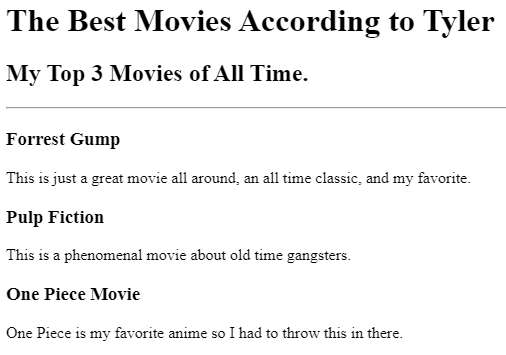 The Best Movies According to Tyler
My Top 3 Movies of All Time.
Forrest Gump
This is just a great movie all around, an all time classic, and my favorite.
Pulp Fiction
This is a phenomenal movie about old time gangsters.
One Piece Movie
One Piece is my favorite anime so I had to throw this in there.